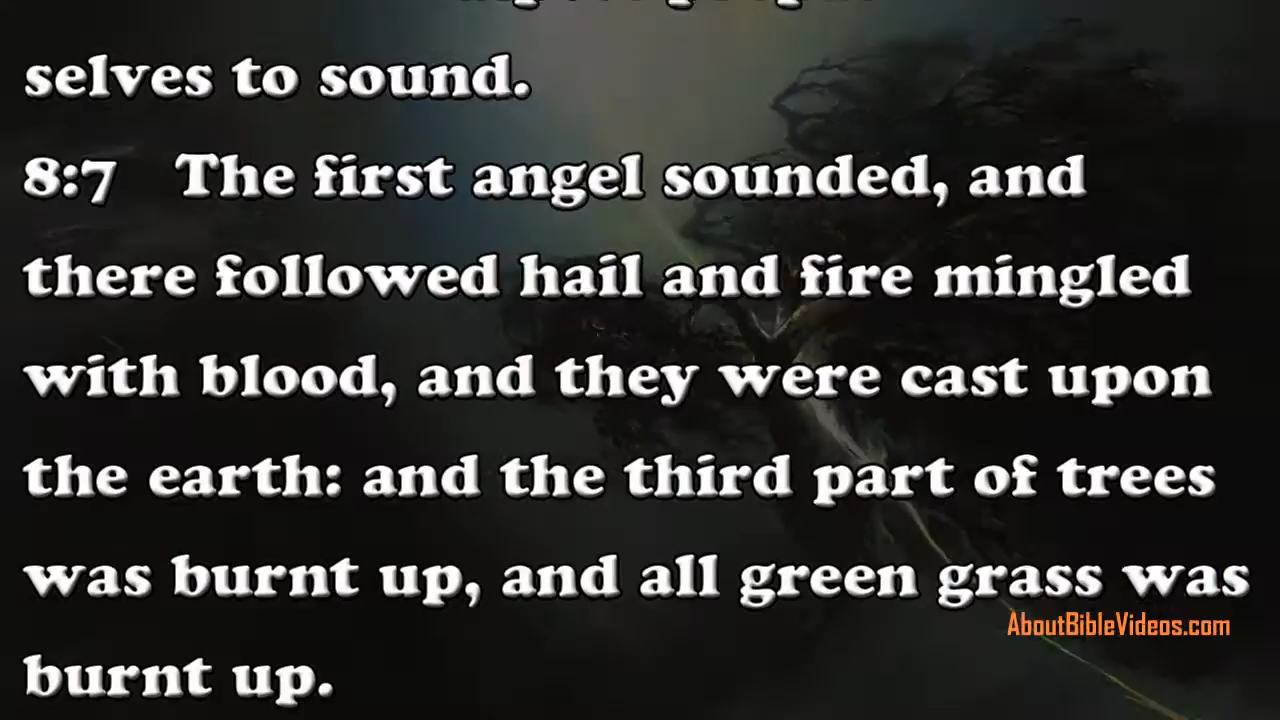 selves to sound.
8:7 The first angel sounded, and
there followed hail and fire mingled
with blood, and they were cast upon
the earth: and the third part of trees
was burnt up, and all green grass was
AboutBibleVideos.com
burnt up.